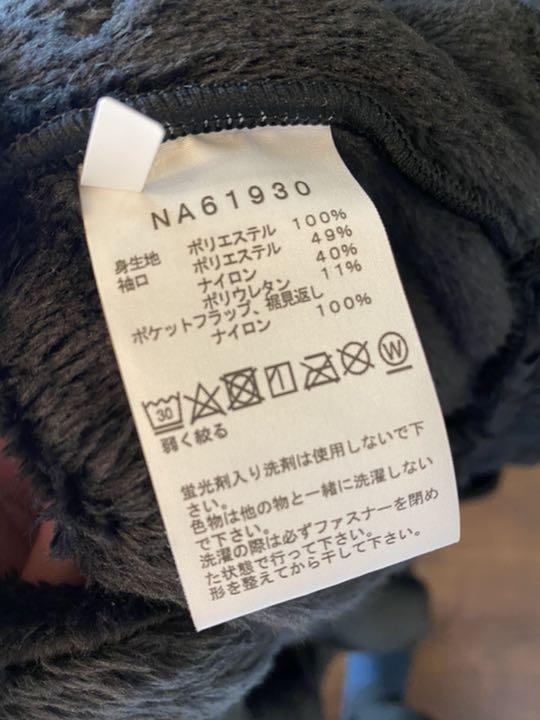 NA61930
身生地 ポリエステル 100%
袖口 ポリエステル 49%
ナイロン 40%
ポリウレタン 11%
ポケットフラップ、裾見返し
ナイロン 100%
30 W
弱く絞る
蛍光剤入り洗剤は使用しないで下
さい。
色物は他の物と一緒に洗濯しない
で下さい。
洗濯の際は必ずファスナーを閉め
た状態で行って下さい。
形を整えてから干して下さい。